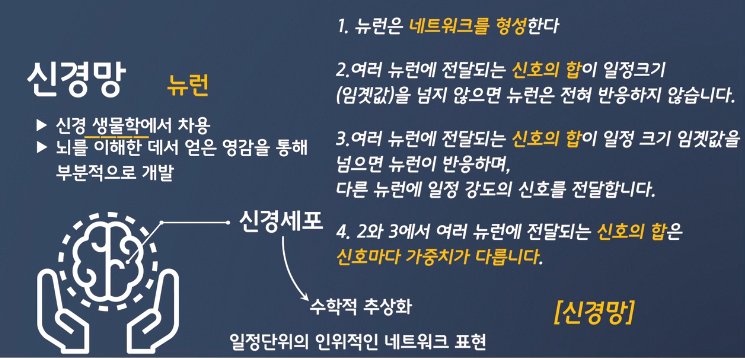 신경망 뉴런
▶ 신경 생물학에서 차용
▶ 뇌를 이해한 데서 얻은 영감을 통해
부분적으로 개발
신경세포
수학적 추상화
일정단위의 인위적인 네트워크 표현
1. 뉴런은 네트워크를 형성한다
2.여러 뉴런에 전달되는 신호의 합이 일정크기
(임곗값)을 넘지 않으면 뉴런은 전혀 반응하지 않습니다.
3.여러 뉴런에 전달되는 신호의 합이 일정 크기 임곗값을
넘으면 뉴런이 반응하며,
다른 뉴런에 일정 강도의 신호를 전달합니다.
4. 2와 3에서 여러 뉴런에 전달되는 신호의 합은
신호마다 가중치가 다릅니다.
[신경망]